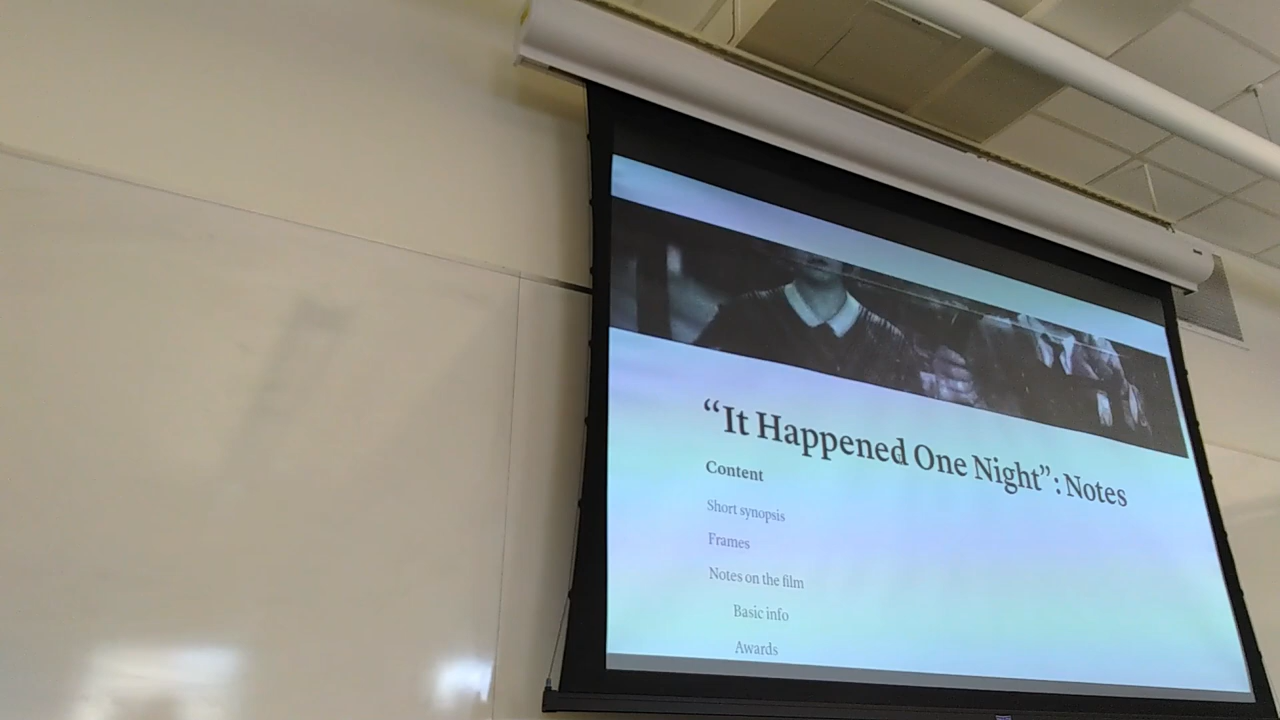 “It Happened One Night”: Notes
Content
Short synopsis
Frames
Notes on the film
Basic info
Awards